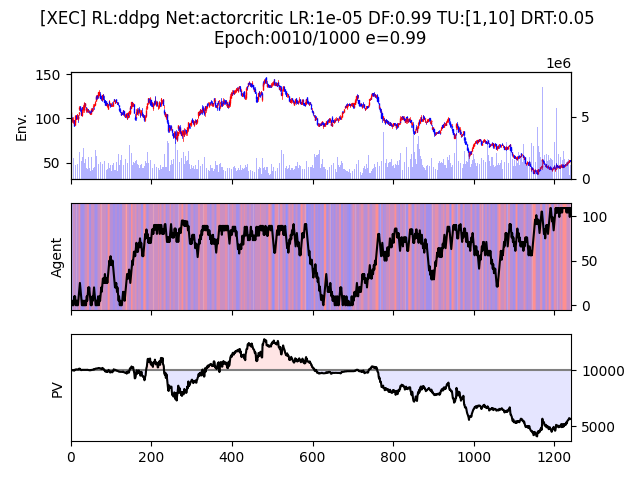 [XEC] RL:ddpg Net:actorcritic LR:1e-05 DF:0.99 TU:[1,10] DRT:0.05
Epoch:0010/1000 e=0.99
1e6
150
100
50
Env.
5
0
Agent
100
50
0
PV
10000
5000
0
200
400
600
800
1000
1200